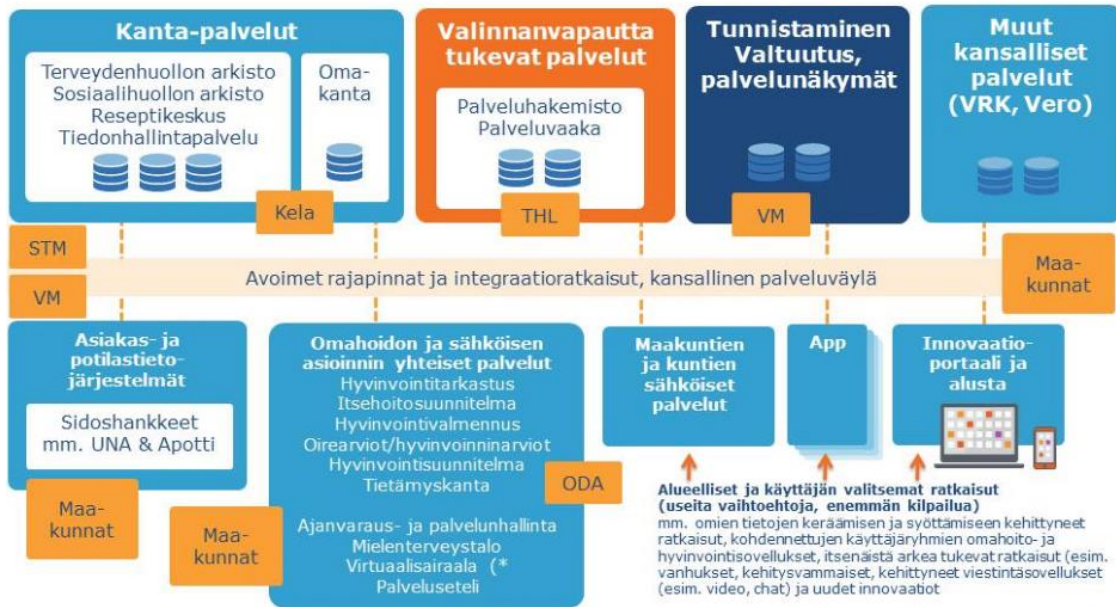 Kanta-palvelut
Terveydenhuollon arkisto
Sosiaalihuollon arkisto
Reseptikeskus
Tiedonhallintapalvelu
Oma-
kanta
Kela
Valinnanvapautta
tukevat palvelut
Palveluhakemisto
Palveluvaaka
THL
Tunnistaminen
Valtuutus,
palvelunäkymät
VM
Muut
kansalliset
palvelut
(VRK, Vero)
STM
VM
Avoimet rajapinnat ja integraatioratkaisut, kansallinen palveluväylä
Maa-
kunnat
Asiakas- ja
potilastieto-
järjestelmät
Sidoshankkeet
mm. UNA & Apotti
Maa-
kunnat
Omahoidon ja sähköisen
asioinnin yhteiset palvelut
Hyvinvointitarkastus
Itsehoitosuunnitelma
Hyvinvointivalmennus
Oirearviot/hyvinvoinninarviot
Hyvinvointisuunnitelma
Tietämyskanta
Ajanvaraus- ja palvelunhallinta
Mielenterveystalo
Virtuaalisairaala (*
Palveluseteli
ODA
Maa-
kunnat
Maakuntien
ja kuntien
sähköiset
palvelut
App
Innovaatio-
portaali ja
alusta
Alueelliset ja käyttäjän valitsemat ratkaisut
(useita vaihtoehtoja, enemmän kilpailua)
mm. omien tietojen keräämisen ja syöttämiseen kehittyneet
ratkaisut, kohdennettujen käyttäjäryhmien omahoito- ja
hyvinvointisovellukset, itsenäistä arkea tukevat ratkaisut (esim.
vanhukset, kehitysvammaiset, kehittyneet viestintäsovellukset
(esim. video, chat) ja uudet innovaatiot